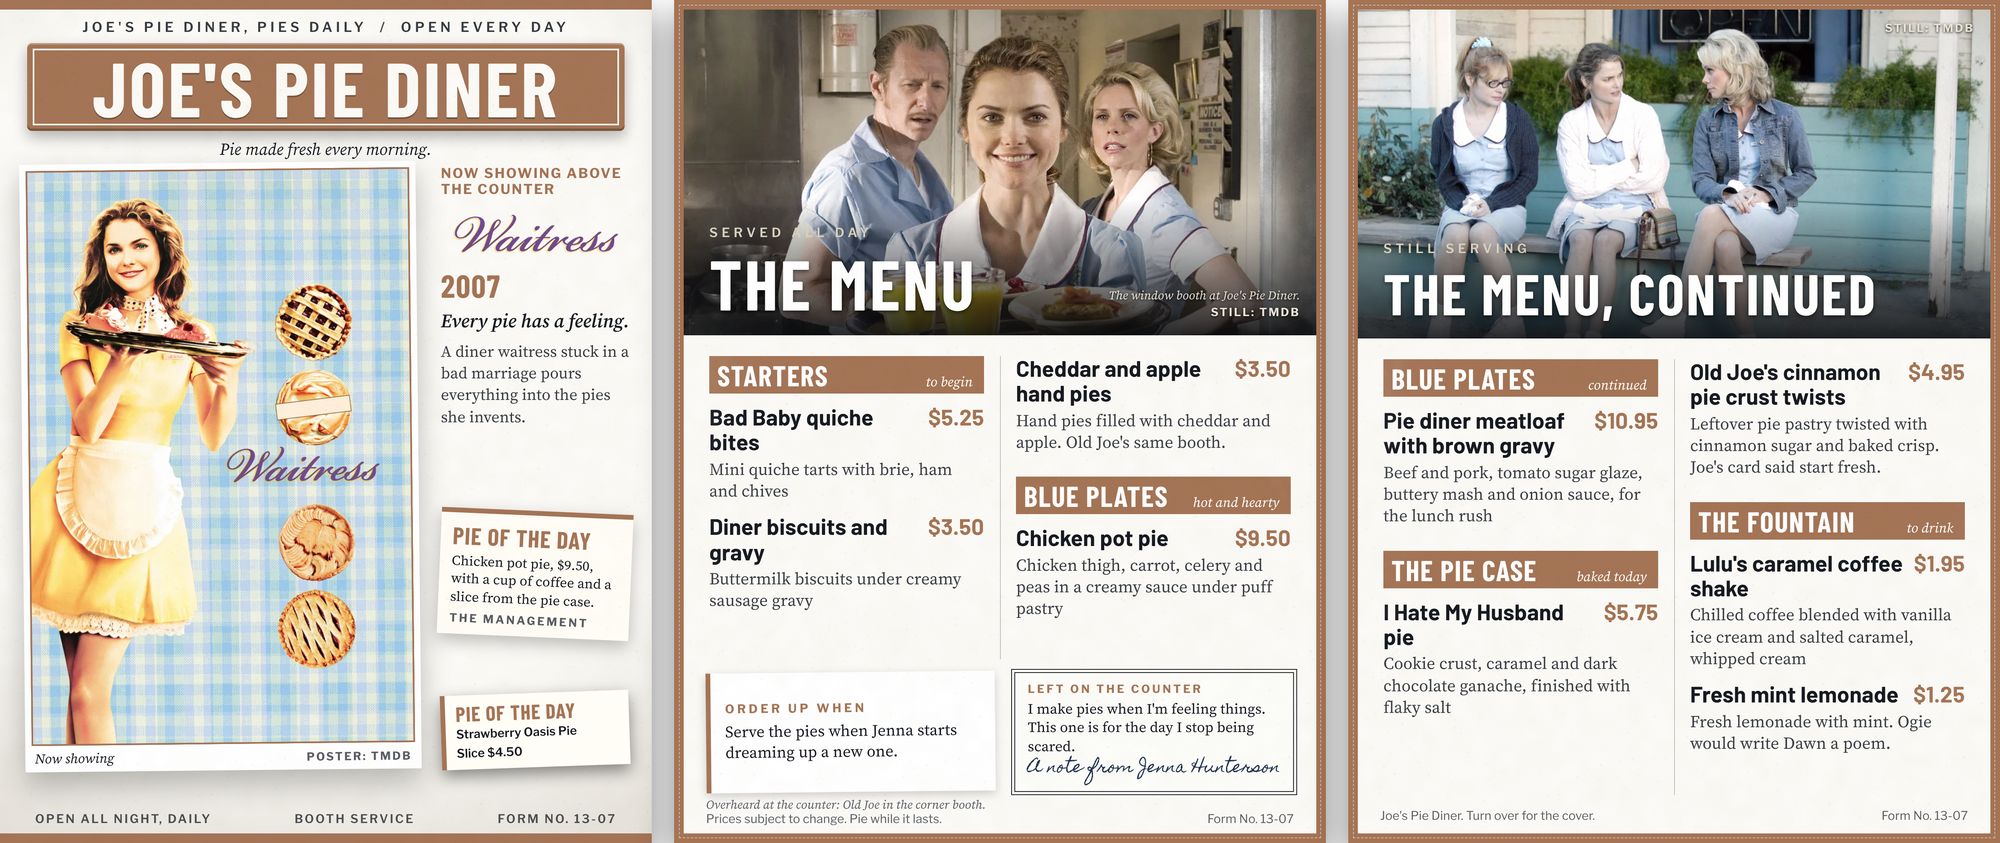 JOE'S PIE DINER, PIES DAILY / OPEN EVERY DAY
JOE'S PIE DINER
Pie made fresh every morning.
NOW SHOWING ABOVE
THE COUNTER
Waitress
2007
Every pie has a feeling.
A diner waitress stuck in a
bad marriage pours
everything into the pies
she invents.
Waitress
PIE OF THE DAY
Chicken pot pie, $9.50,
with a cup of coffee and a
slice from the pie case.
THE MANAGEMENT
PIE OF THE DAY
Strawberry Oasis Pie
Slice $4.50
Now showing
POSTER: TMDB
OPEN ALL NIGHT, DAILY
BOOTH SERVICE
FORM NO. 13-07
NOTICE
SERVED ALL DAY
THE MENU
The window booth at Joe's Pie Diner.
STILL: TMDB
STARTERS to begin
Bad Baby quiche $5.25
bites
Mini quiche tarts with brie, ham
and chives
Diner biscuits and $3.50
gravy
Buttermilk biscuits under creamy
sausage gravy
Cheddar and apple $3.50
hand pies
Hand pies filled with cheddar and
apple. Old Joe's same booth.
BLUE PLATES hot and hearty
Chicken pot pie $9.50
Chicken thigh, carrot, celery and
peas in a creamy sauce under puff
pastry
ORDER UP WHEN
Serve the pies when Jenna starts
dreaming up a new one.
LEFT ON THE COUNTER
I make pies when I'm feeling things.
This one is for the day I stop being
scared.
A note from Jenna Hunterson
Overheard at the counter: Old Joe in the corner booth.
Prices subject to change. Pie while it lasts.
Form No. 13-07
OPEN
STILL: TMDB
STILL SERVING
THE MENU, CONTINUED
BLUE PLATES continued
Pie diner meatloaf $10.95
with brown gravy
Beef and pork, tomato sugar glaze,
buttery mash and onion sauce, for
the lunch rush
THE PIE CASE baked today
I Hate My Husband $5.75
pie
Cookie crust, caramel and dark
chocolate ganache, finished with
flaky salt
Old Joe's cinnamon $4.95
pie crust twists
Leftover pie pastry twisted with
cinnamon sugar and baked crisp.
Joe's card said start fresh.
THE FOUNTAIN to drink
Lulu's caramel coffee $1.95
shake
Chilled coffee blended with vanilla
ice cream and salted caramel,
whipped cream
Fresh mint lemonade $1.25
Fresh lemonade with mint. Ogie
would write Dawn a poem.
Joe's Pie Diner. Turn over for the cover.
Form No. 13-07